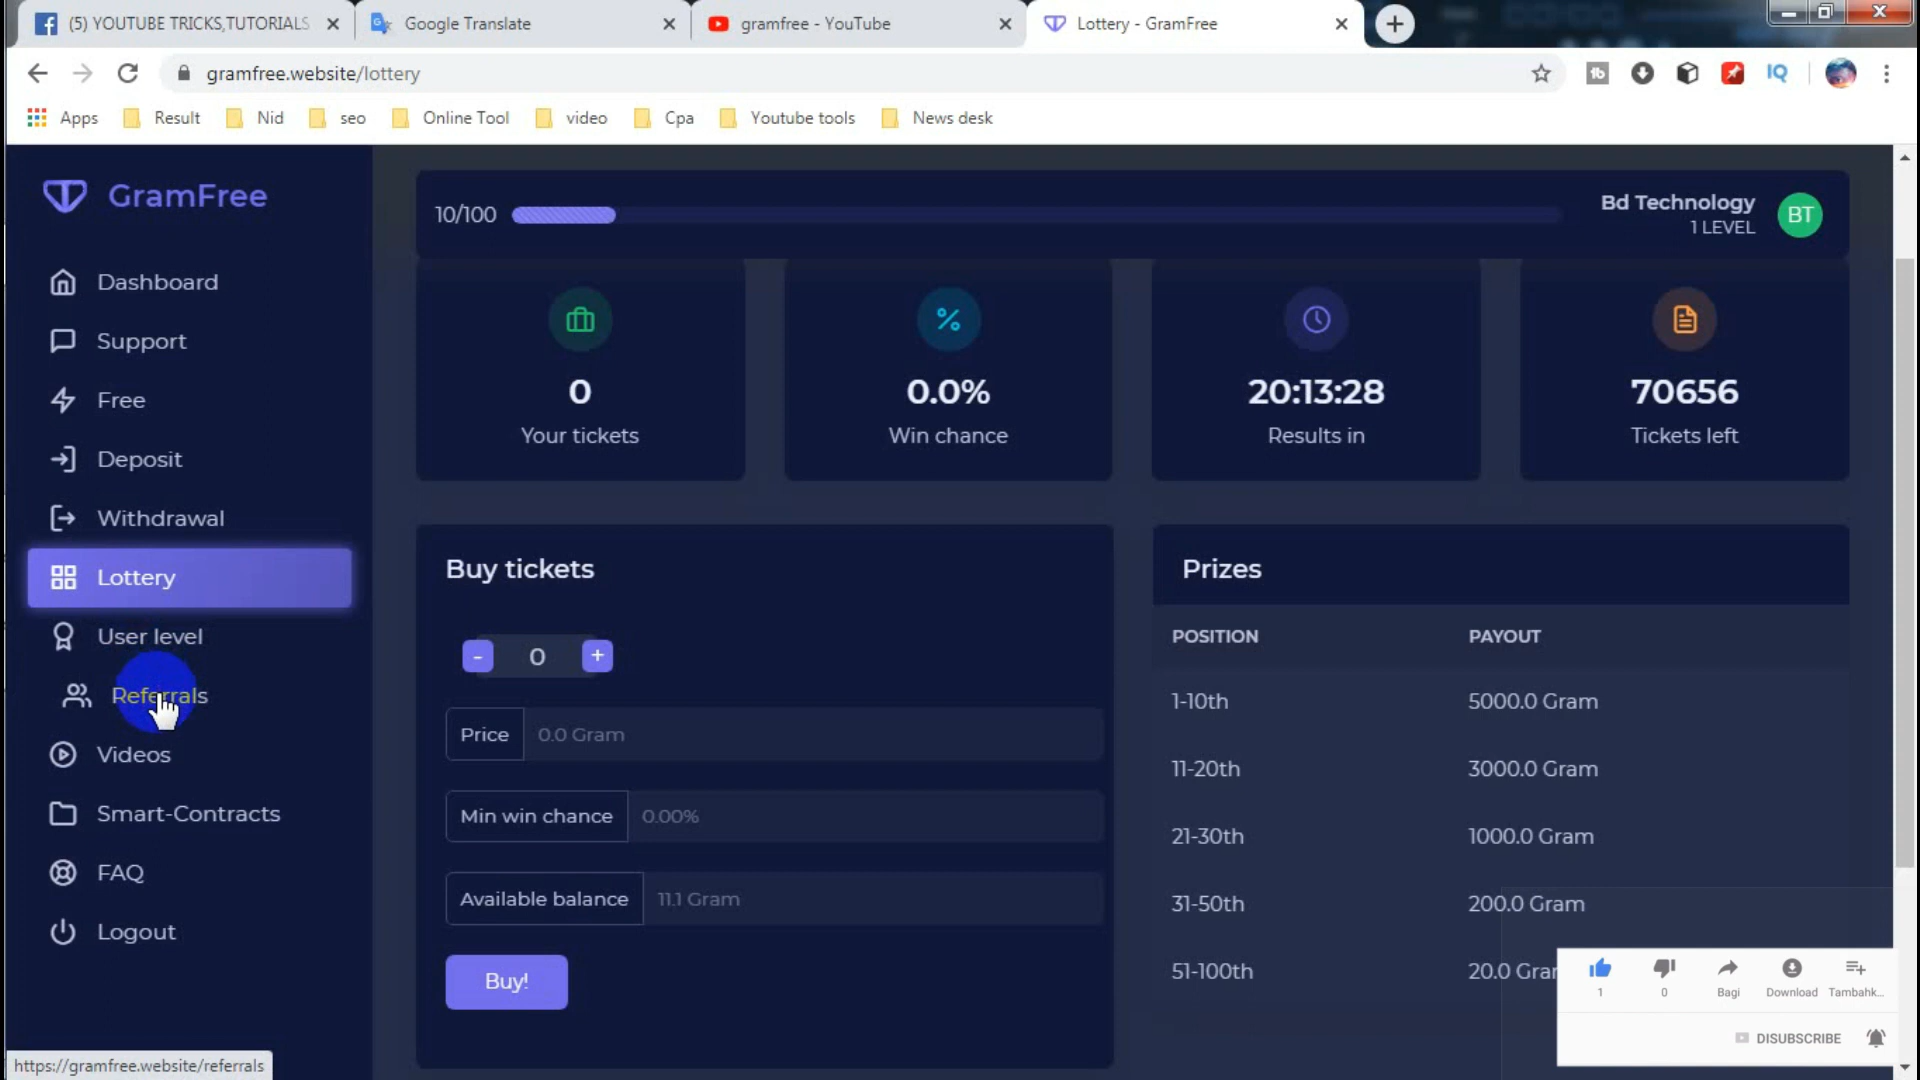 (5) YOUTUBE TRICKS,TUTORIALS
Google Translate
gramfree - YouTube
Lottery - GramFree
gramfree.website/lottery
Apps
Result
Nid
seo
Online Tool
video
Cpa
Youtube tools
News desk
GramFree
10/100
Bd Technology
1 LEVEL
BT
Dashboard
Support
Free
Deposit
Withdrawal
Lottery
User level
Referrals
Videos
Smart-Contracts
FAQ
Logout
0
Your tickets
0.0%
Win chance
20:13:28
Results in
70656
Tickets left
Buy tickets
- 0 +
Price 0.0 Gram
Min win chance 0.00%
Available balance 11.1 Gram
Buy!
Prizes
POSITION PAYOUT
1-10th 5000.0 Gram
11-20th 3000.0 Gram
21-30th 1000.0 Gram
31-50th 200.0 Gram
51-100th 20.0 Gra
1
0
Bagi
Download
Tambahk...
DISUBSCRIBE
https://gramfree.website/referrals